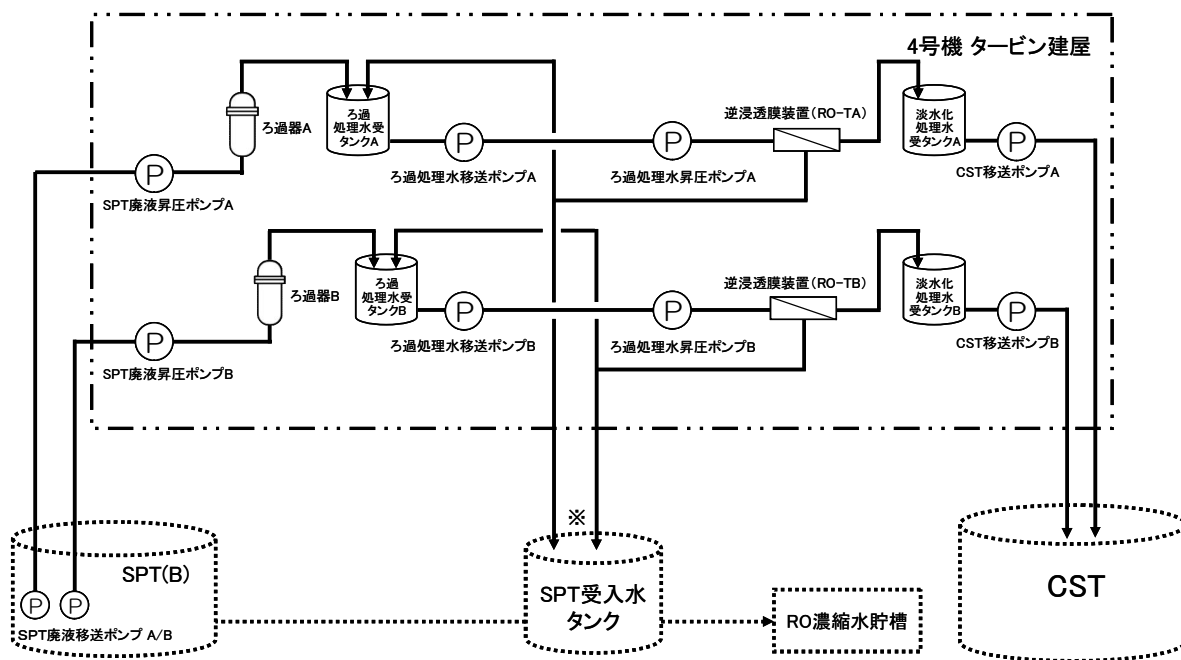 4号機 タービン建屋
ろ過器A
ろ過
処理水受
タンクA
P
ろ過処理水移送ポンプA
P
ろ過処理水昇圧ポンプA
逆浸透膜装置(RO-TA)
淡水化
処理水
受タンクA
P
CST移送ポンプA
P
SPT廃液昇圧ポンプA
ろ過器B
ろ過
処理水受
タンクB
P
ろ過処理水移送ポンプB
P
ろ過処理水昇圧ポンプB
逆浸透膜装置(RO-TB)
淡水化
処理水
受タンクB
P
CST移送ポンプB
P
SPT廃液昇圧ポンプB
※
SPT(B)
P
P
SPT廃液移送ポンプ A/B
SPT受入水
タンク
RO濃縮水貯槽
CST